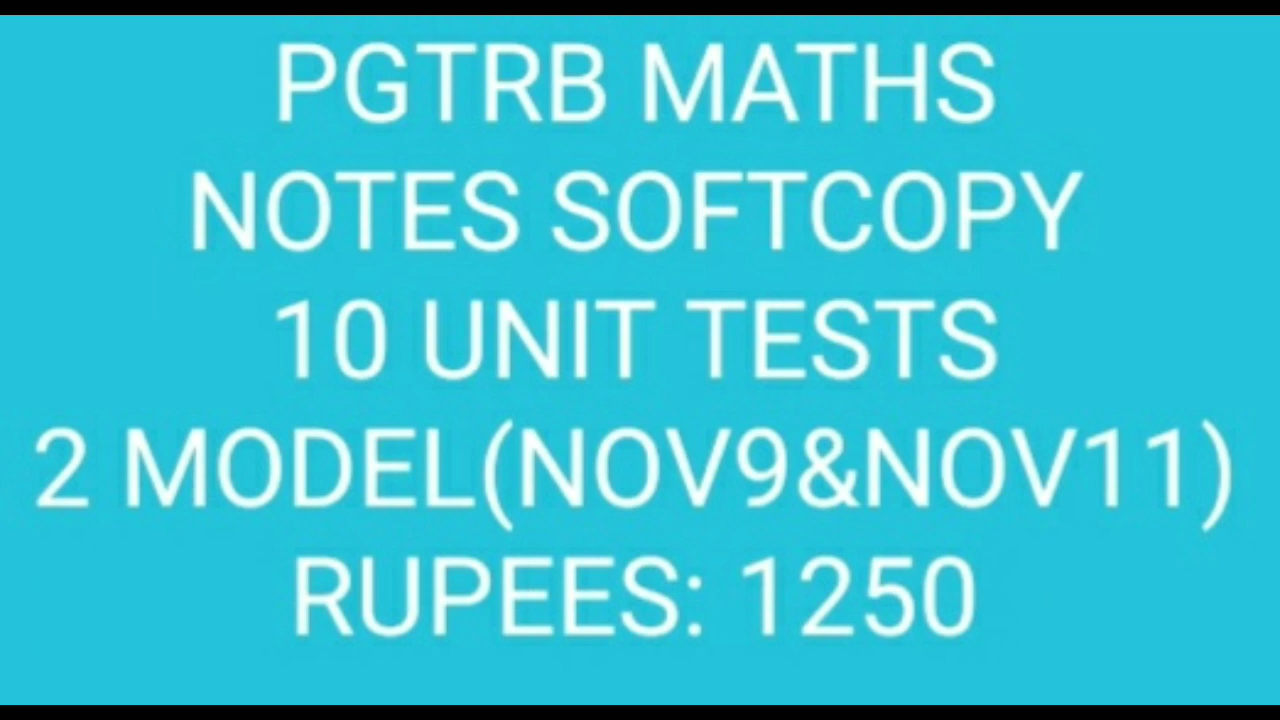 PGTRB MATHS
NOTES SOFTCOPY
10 UNIT TESTS
2 MODEL(NOV9&NOV11)
RUPEES: 1250